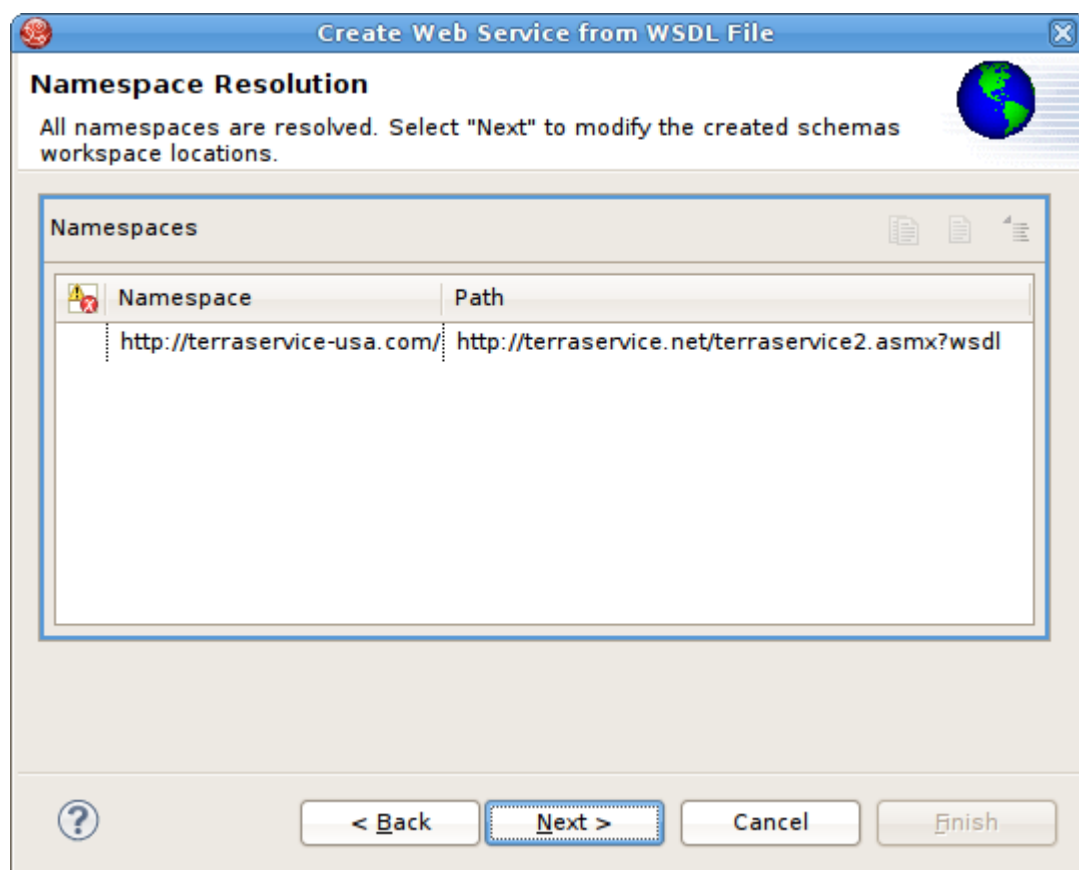 Create Web Service from WSDL File
Namespace Resolution
All namespaces are resolved. Select "Next" to modify the created schemas
workspace locations.
Namespaces
Namespace Path
http://terraservice-usa.com/ http://terraservice.net/terraservice2.asmx?wsdl
? < Back Next > Cancel Finish